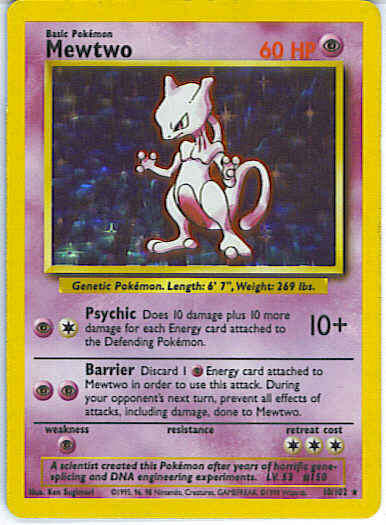 Basic Pokémon
Mewtwo 60 HP
Genetic Pokémon. Length: 6' 7", Weight: 269 lbs.
Psychic Does 10 damage plus 10 more
damage for each Energy card attached to
the Defending Pokémon.
10+
Barrier Discard 1 Energy card attached to
Mewtwo in order to use this attack. During
your opponent's next turn, prevent all effects of
attacks, including damage, done to Mewtwo.
weakness resistance retreat cost
A scientist created this Pokémon after years of horrific gene-
splicing and DNA engineering experiments. LV. 53 #150
Illus. Ken Sugimori ©1995, 96, 98 Nintendo, Creatures, GAMEFREAK. ©1999 Wizards. 10/102 ★